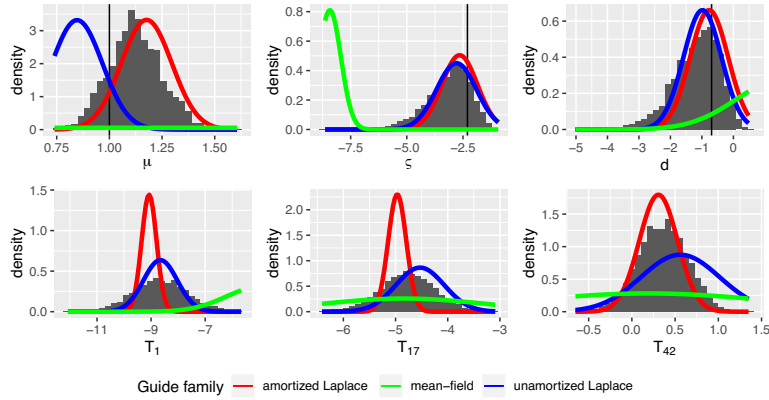 density
3
2
1
0
0.75 1.00 1.25 1.50
μ
density
0.8
0.6
0.4
0.2
0.0
−7.5 −5.0 −2.5
ς
density
0.6
0.4
0.2
0.0
−5 −4 −3 −2 −1 0
d
density
1.5
1.0
0.5
0.0
−11 −9 −7
T1
density
2.0
1.5
1.0
0.5
0.0
−6 −5 −4 −3
T17
density
1.5
1.0
0.5
0.0
−0.5 0.0 0.5 1.0 1.5
T42
Guide family amortized Laplace mean−field unamortized Laplace